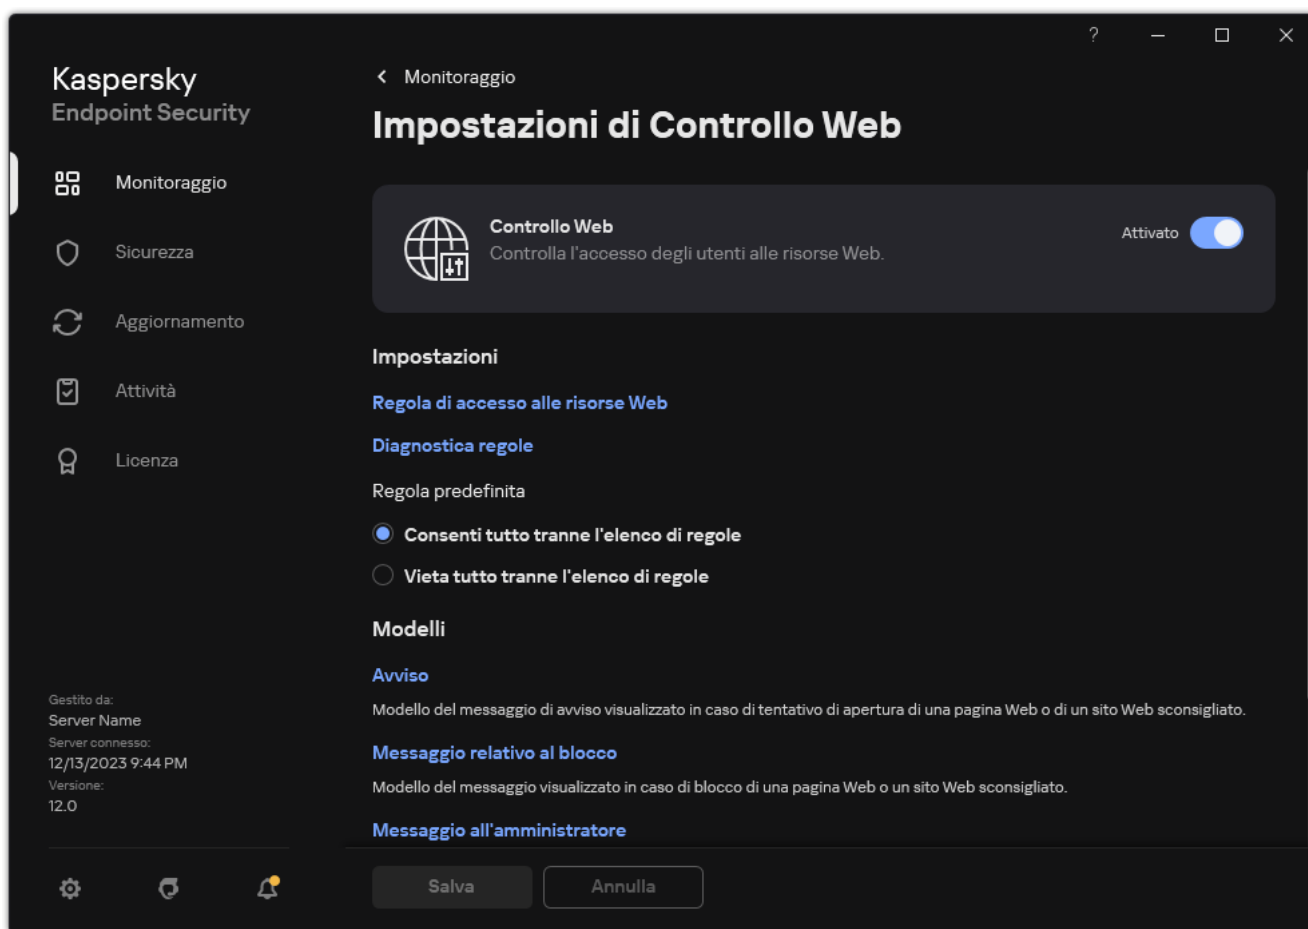 ?
Kaspersky
Endpoint Security
Monitoraggio
Sicurezza
Aggiornamento
Attività
Licenza
Gestito da:
Server Name
Server connesso:
12/13/2023 9:44 PM
Versione:
12.0
Monitoraggio
Impostazioni di Controllo Web
Controllo Web
Controlla l'accesso degli utenti alle risorse Web.
Attivato
Impostazioni
Regola di accesso alle risorse Web
Diagnostica regole
Regola predefinita
Consenti tutto tranne l'elenco di regole
Vieta tutto tranne l'elenco di regole
Modelli
Avviso
Modello del messaggio di avviso visualizzato in caso di tentativo di apertura di una pagina Web o di un sito Web sconsigliato.
Messaggio relativo al blocco
Modello del messaggio visualizzato in caso di blocco di una pagina Web o un sito Web sconsigliato.
Messaggio all'amministratore
Salva
Annulla